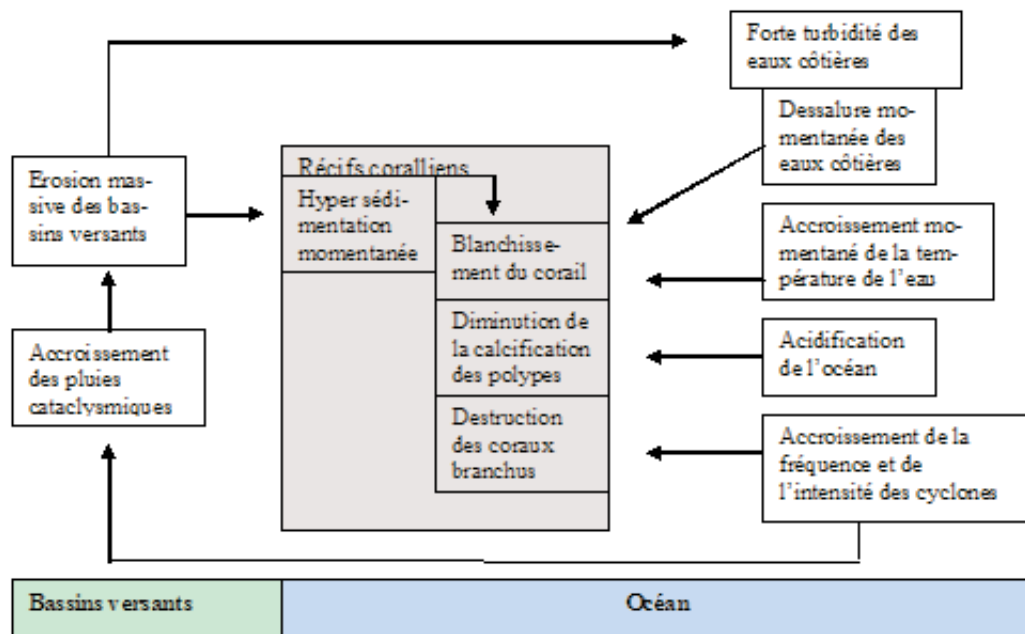 Forte turbidité des
eaux côtières
Dessalure mo-
mentanée des
eaux côtières
Erosion mas-
sive des bas-
sins versants
Récifs coralliens
Hyper sédi-
mentation
momentanée
Blanchisse-
ment du corail
Accroissement mo-
mentané de la tem-
pérature de l'eau
Diminution de
la calcification
des polypes
Acidification
de l'océan
Accroissement
des pluies
cataclysmiques
Destruction
des coraux
branchus
Accroissement de la
fréquence et de
l'intensité des cyclones
Bassins versants
Océan